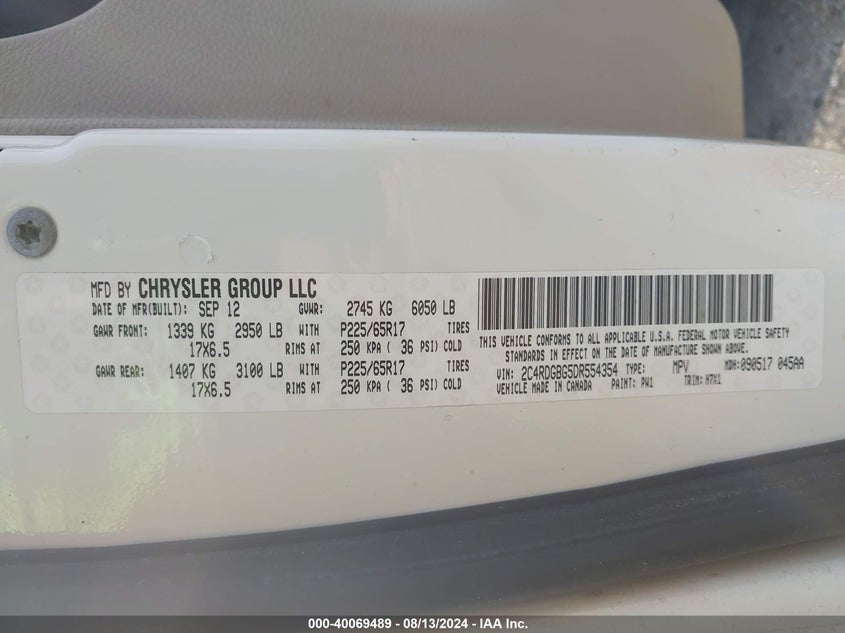 MFD BY CHRYSLER GROUP LLC
DATE OF MFR(BUILT): SEP 12 GVWR: 2745 KG 6050 LB
GAWR FRONT: 1339 KG 2950 LB WITH P225/65R17 TIRES
17X6.5 RIMS AT 250 KPA ( 36 PSI) COLD
GAWR REAR: 1407 KG 3100 LB WITH P225/65R17 TIRES
17X6.5 RIMS AT 250 KPA ( 36 PSI) COLD
THIS VEHICLE CONFORMS TO ALL APPLICABLE U.S.A. FEDERAL MOTOR VEHICLE SAFETY
STANDARDS IN EFFECT ON THE DATE OF MANUFACTURE SHOWN ABOVE.
VIN: 2C4RDGBG5DR554354 TYPE: MPV MDH: 090517 045AA
VEHICLE MADE IN CANADA PAINT: PW1 TRIM: H7X1
000-40069489 - 08/13/2024 - IAA Inc.